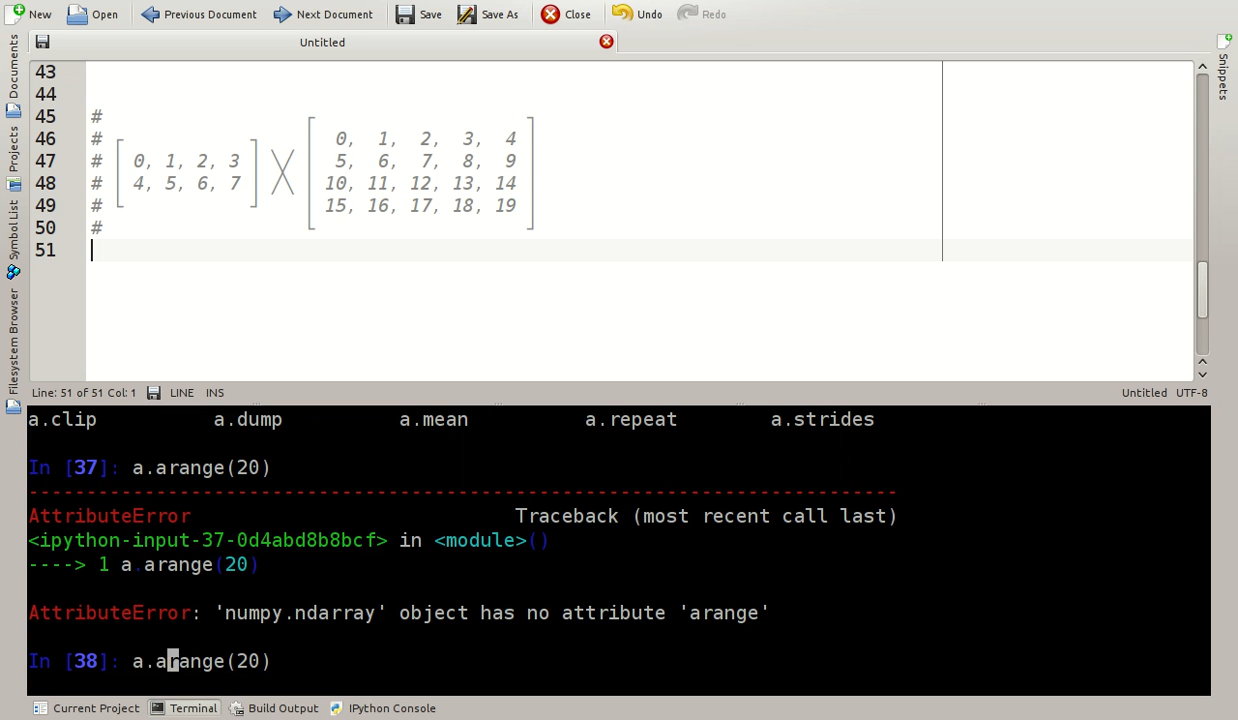 New Open Previous Document Next Document Save Save As Close Undo Redo
Untitled
Documents
Projects
Symbol List
Filesystem Browser
Snippets
43
44
45 #
46 # 0, 1, 2, 3, 4
47 # 0, 1, 2, 3 5, 6, 7, 8, 9
48 # 4, 5, 6, 7 10, 11, 12, 13, 14
49 # 15, 16, 17, 18, 19
50 #
51
Line: 51 of 51 Col: 1 LINE INS Untitled UTF-8
a.clip a.dump a.mean a.repeat a.strides
In [37]: a.arange(20)
---------------------------------------------------------------------------
AttributeError Traceback (most recent call last)
<ipython-input-37-0d4abd8b8bcf> in <module>()
----> 1 a.arange(20)
AttributeError: 'numpy.ndarray' object has no attribute 'arange'
In [38]: a.arange(20)
Current Project Terminal Build Output IPython Console